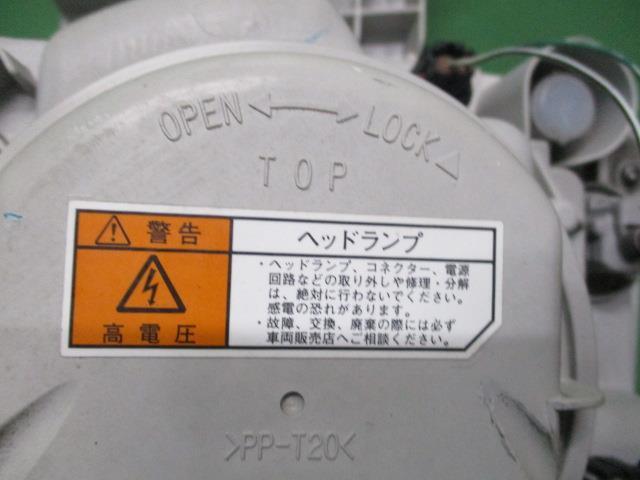 OPEN ←→ LOCK △
TOP
⚠ 警告
高電圧
ヘッドランプ
・ヘッドランプ、コネクター、電源
回路などの取り外しや修理・分解
は、絶対に行わないでください。
感電の恐れがあります。
・故障、交換、廃棄の際には必ず
車両販売店へご相談ください。
>PP-T20<